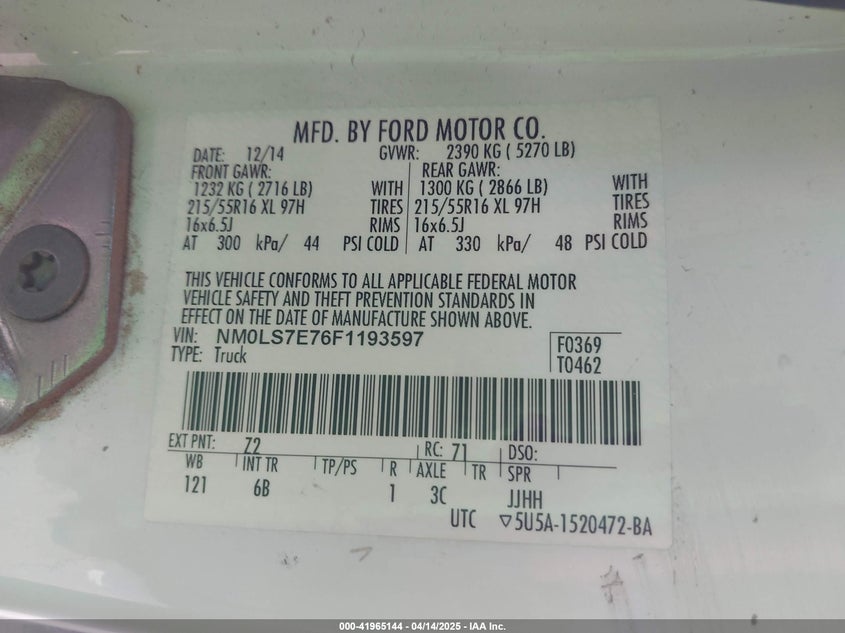 MFD. BY FORD MOTOR CO.
DATE: 12/14 GVWR: 2390 KG ( 5270 LB)
FRONT GAWR: REAR GAWR:
1232 KG ( 2716 LB) WITH 1300 KG ( 2866 LB) WITH
215/55R16 XL 97H TIRES 215/55R16 XL 97H TIRES
16x6.5J RIMS 16x6.5J RIMS
AT 300 kPa/ 44 PSI COLD AT 330 kPa/ 48 PSI COLD
THIS VEHICLE CONFORMS TO ALL APPLICABLE FEDERAL MOTOR
VEHICLE SAFETY AND THEFT PREVENTION STANDARDS IN
EFFECT ON THE DATE OF MANUFACTURE SHOWN ABOVE.
VIN: NM0LS7E76F1193597 F0369
TYPE: Truck T0462
EXT PNT: Z2 RC: 71 DSO:
WB INT TR TP/PS R AXLE TR SPR
121 6B 1 3C JJHH
UTC ▽5U5A-1520472-BA
000-41965144 | 04/14/2025 - IAA Inc.